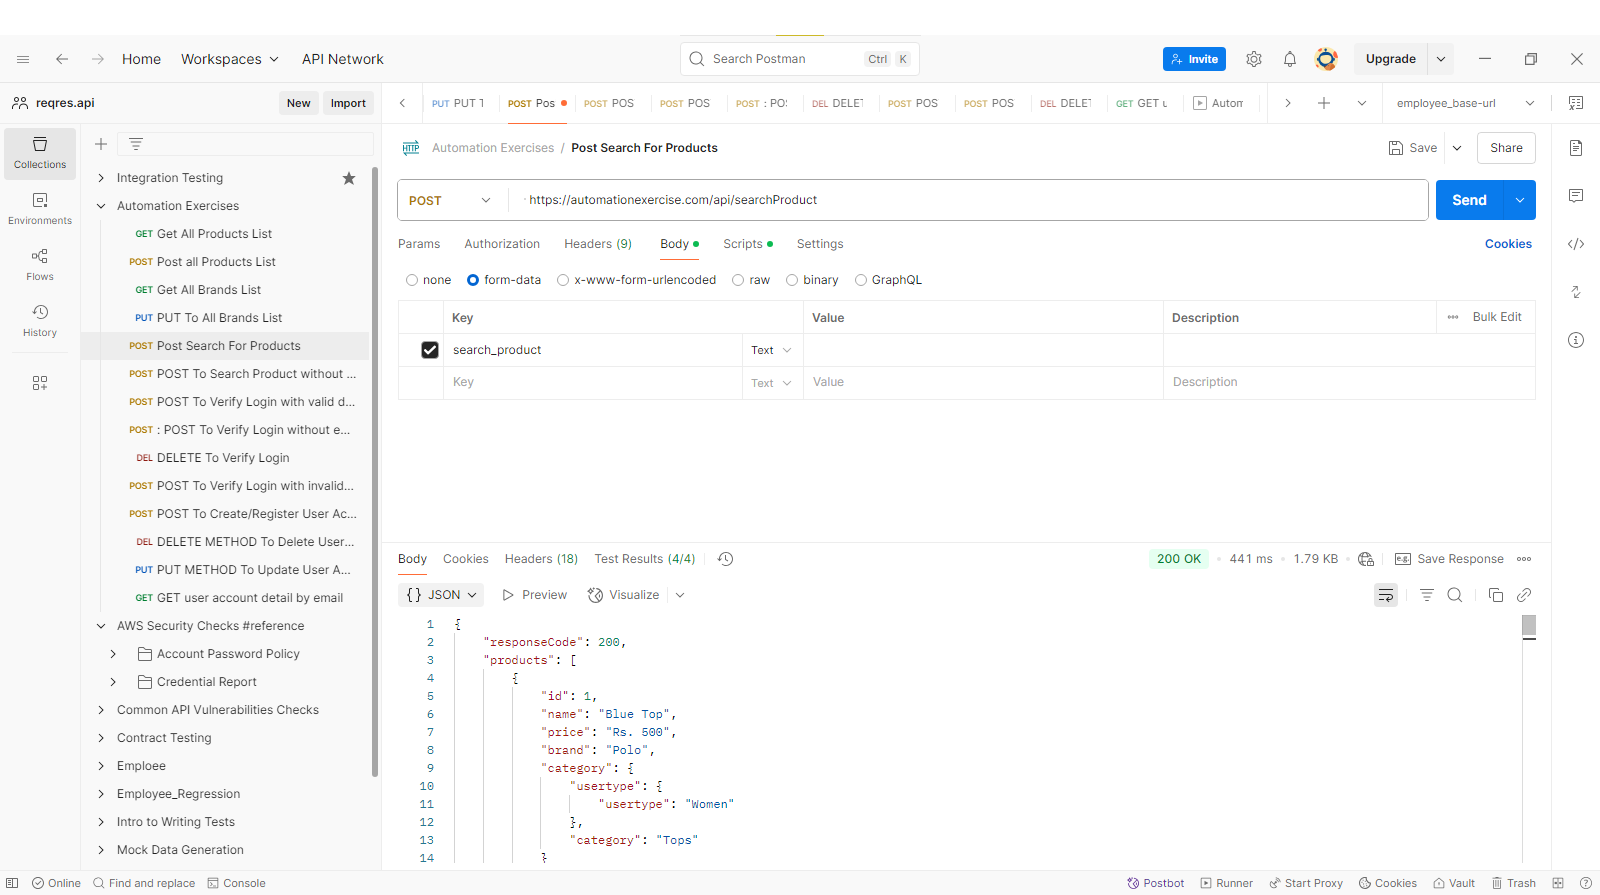 Home Workspaces API Network Search Postman Ctrl K Invite Upgrade
reqres.api New Import PUT PUT T POST Pos POST POS POST POS POST : PO DEL DELET POST POS POST POS DEL DELET GET GET u Autom employee_base-url
Collections
Environments
Flows
History
Integration Testing
Automation Exercises
GET Get All Products List
POST Post all Products List
GET Get All Brands List
PUT PUT To All Brands List
POST Post Search For Products
POST POST To Search Product without ...
POST POST To Verify Login with valid d...
POST : POST To Verify Login without e...
DEL DELETE To Verify Login
POST POST To Verify Login with invalid...
POST POST To Create/Register User Ac...
DEL DELETE METHOD To Delete User...
PUT PUT METHOD To Update User A...
GET GET user account detail by email
AWS Security Checks #reference
Account Password Policy
Credential Report
Common API Vulnerabilities Checks
Contract Testing
Emploee
Employee_Regression
Intro to Writing Tests
Mock Data Generation
HTTP Automation Exercises / Post Search For Products Save Share
POST https://automationexercise.com/api/searchProduct Send
Params Authorization Headers (9) Body Scripts Settings Cookies
none form-data x-www-form-urlencoded raw binary GraphQL
Key Value Description Bulk Edit
search_product Text
Key Text Value Description
Body Cookies Headers (18) Test Results (4/4) 200 OK 441 ms 1.79 KB e.g. Save Response
{} JSON Preview Visualize
1 {
2 "responseCode": 200,
3 "products": [
4 {
5 "id": 1,
6 "name": "Blue Top",
7 "price": "Rs. 500",
8 "brand": "Polo",
9 "category": {
10 "usertype": {
11 "usertype": "Women"
12 },
13 "category": "Tops"
14 }
Online Find and replace Console Postbot Runner Start Proxy Cookies Vault Trash